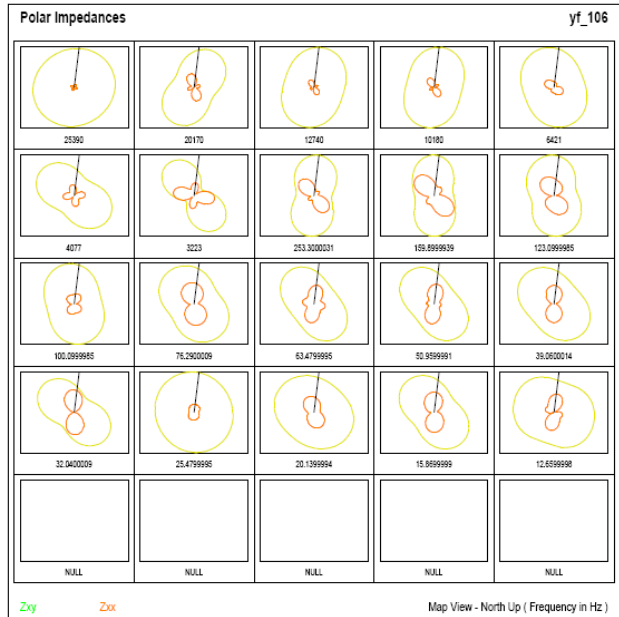 Polar Impedances yf_106
25390 20170 12740 10180 6421
4077 3223 253.3000031 159.8999939 123.0999985
100.0999985 76.2900009 63.4799995 50.9599991 39.0600014
32.0400009 25.4799995 20.1399994 15.8699999 12.6599998
NULL NULL NULL NULL NULL
Zxy Zxx Map View - North Up ( Frequency in Hz )